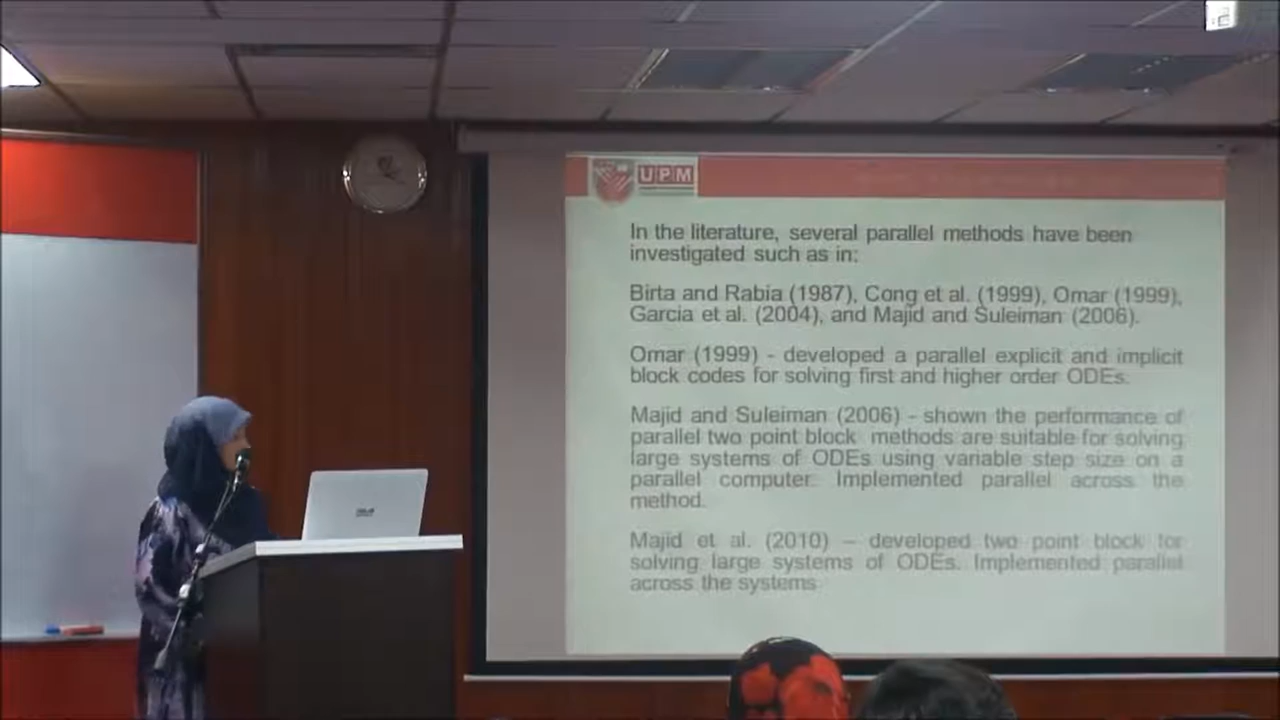 UPM
In the literature, several parallel methods have been
investigated such as in:
Birta and Rabia (1987), Cong et al. (1999), Omar (1999),
Garcia et al. (2004), and Majid and Suleiman (2006).
Omar (1999) - developed a parallel explicit and implicit
block codes for solving first and higher order ODEs.
Majid and Suleiman (2006) - shown the performance of
parallel two point block methods are suitable for solving
large systems of ODEs using variable step size on a
parallel computer. Implemented parallel across the
method.
Majid et al. (2010) – developed two point block for
solving large systems of ODEs. Implemented parallel
across the systems